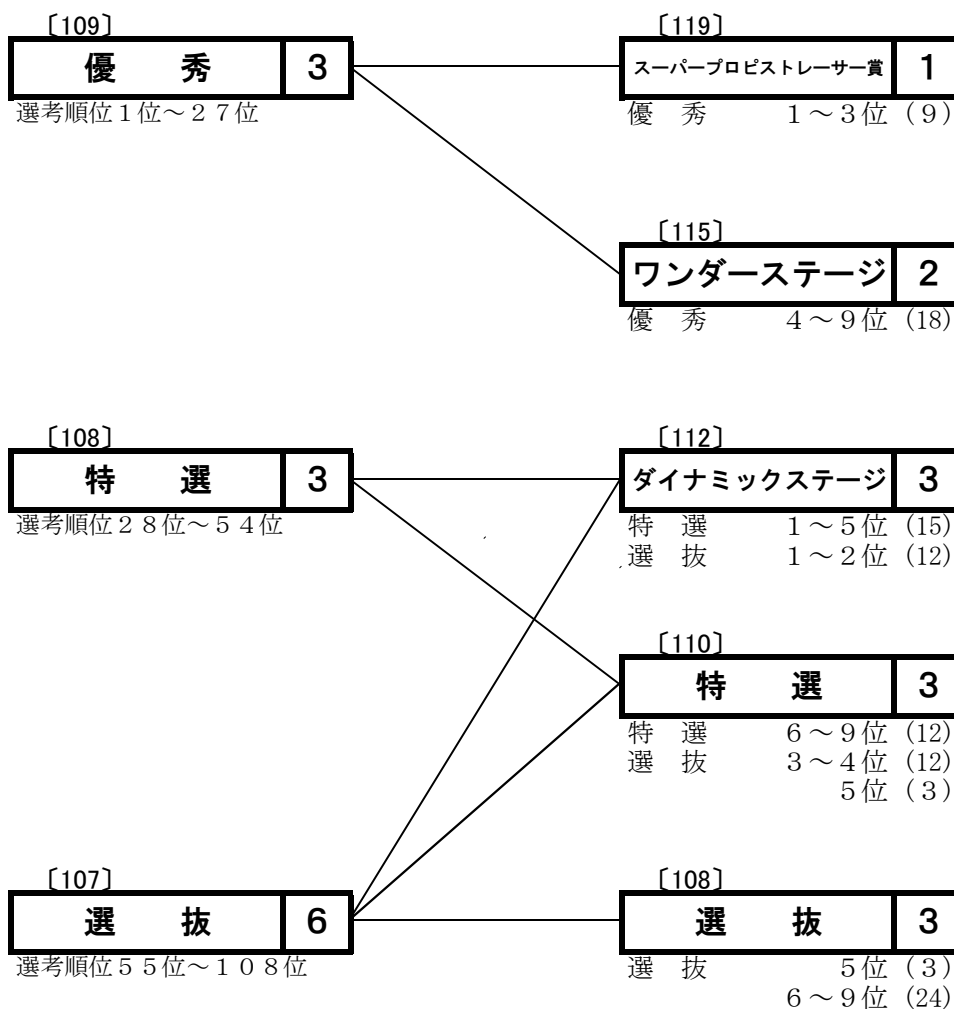 〔109〕
優 秀 3
選考順位１位～２７位
〔119〕
スーパープロピストレーサー賞 1
優 秀 １～３位（９）
〔115〕
ワンダーステージ 2
優 秀 ４～９位（18）
〔108〕
特 選 3
選考順位２８位～５４位
〔112〕
ダイナミックステージ 3
特 選 １～５位（15）
選 抜 １～２位（12）
〔110〕
特 選 3
特 選 ６～９位（12）
選 抜 ３～４位（12）
５位（３）
〔107〕
選 抜 6
選考順位５５位～１０８位
〔108〕
選 抜 3
選 抜 ５位（３）
６～９位（24）